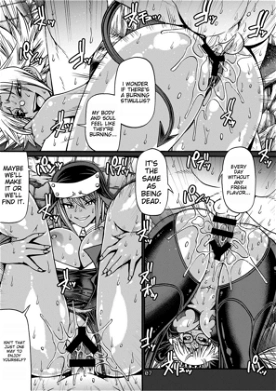 I WONDER
IF THERE'S
A BURNING
STIMULUS?
MY BODY
AND SOUL
FEEL LIKE
THEY'RE
BURNING...
EVERY
DAY WITHOUT
ANY
FRESH
FLAVOR...
IT'S
THE
SAME
AS
BEING
DEAD.
MAYBE
WE'LL
MAKE IT
OR WE'LL
FIND IT.
ISN'T THAT
JUST ONE
WAY TO
ENJOY
YOURSELF?